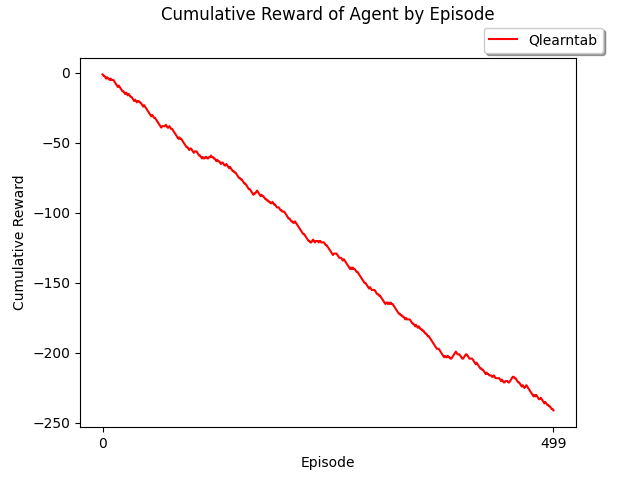 Cumulative Reward of Agent by Episode
Qlearntab
0
−50
−100
−150
−200
−250
Cumulative Reward
0 499
Episode